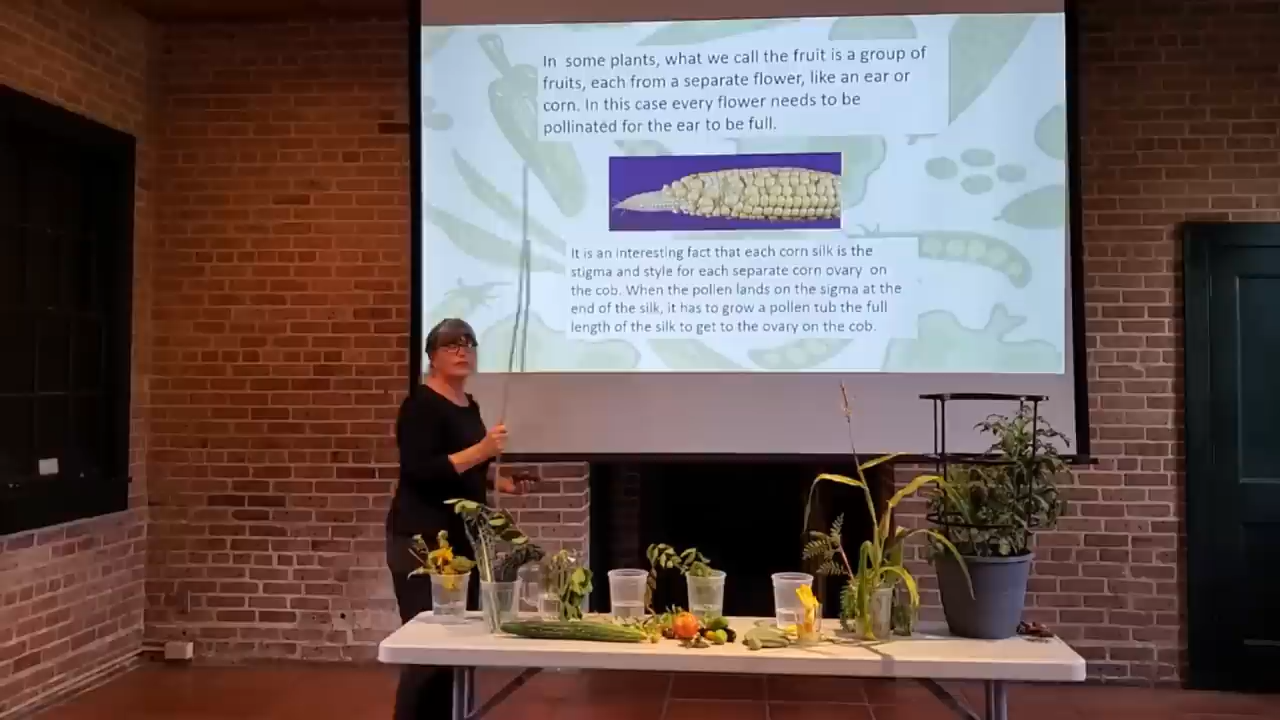 In some plants, what we call the fruit is a group of
fruits, each from a separate flower, like an ear or
corn. In this case every flower needs to be
pollinated for the ear to be full.
It is an interesting fact that each corn silk is the
stigma and style for each separate corn ovary on
the cob. When the pollen lands on the sigma at the
end of the silk, it has to grow a pollen tub the full
length of the silk to get to the ovary on the cob.